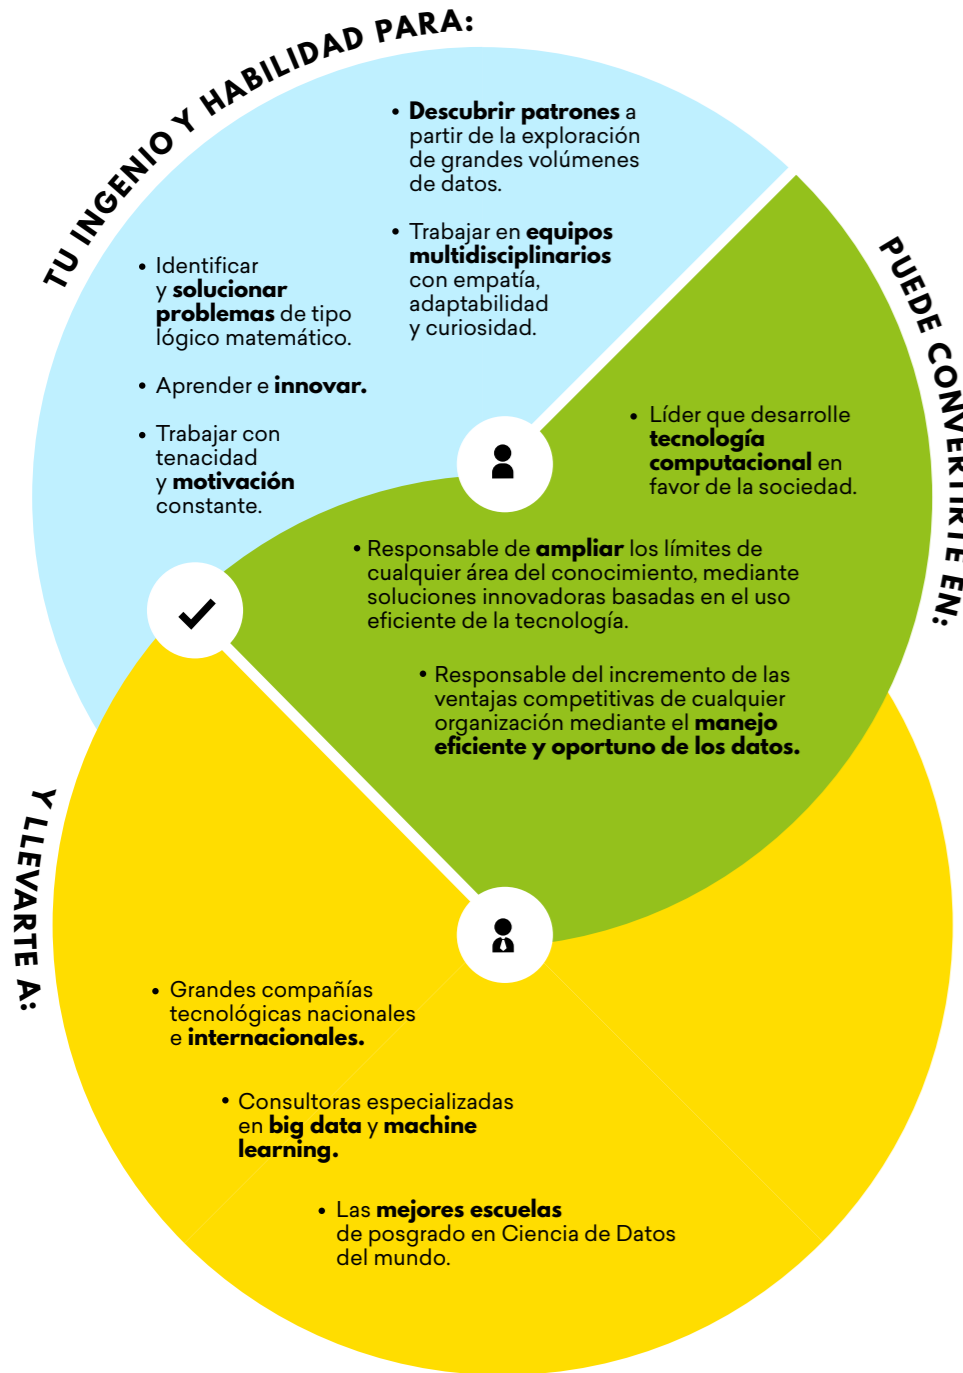 TU INGENIO Y HABILIDAD PARA:
• Identificar
y solucionar
problemas de tipo
lógico matemático.
• Aprender e innovar.
• Trabajar con
tenacidad
y motivación
constante.
• Descubrir patrones a
partir de la exploración
de grandes volúmenes
de datos.
• Trabajar en equipos
multidisciplinarios
con empatía,
adaptabilidad
y curiosidad.
PUEDE CONVERTIRTE EN:
• Líder que desarrolle
tecnología
computacional en
favor de la sociedad.
• Responsable de ampliar los límites de
cualquier área del conocimiento, mediante
soluciones innovadoras basadas en el uso
eficiente de la tecnología.
• Responsable del incremento de las
ventajas competitivas de cualquier
organización mediante el manejo
eficiente y oportuno de los datos.
Y LLEVARTE A:
• Grandes compañías
tecnológicas nacionales
e internacionales.
• Consultoras especializadas
en big data y machine
learning.
• Las mejores escuelas
de posgrado en Ciencia de Datos
del mundo.